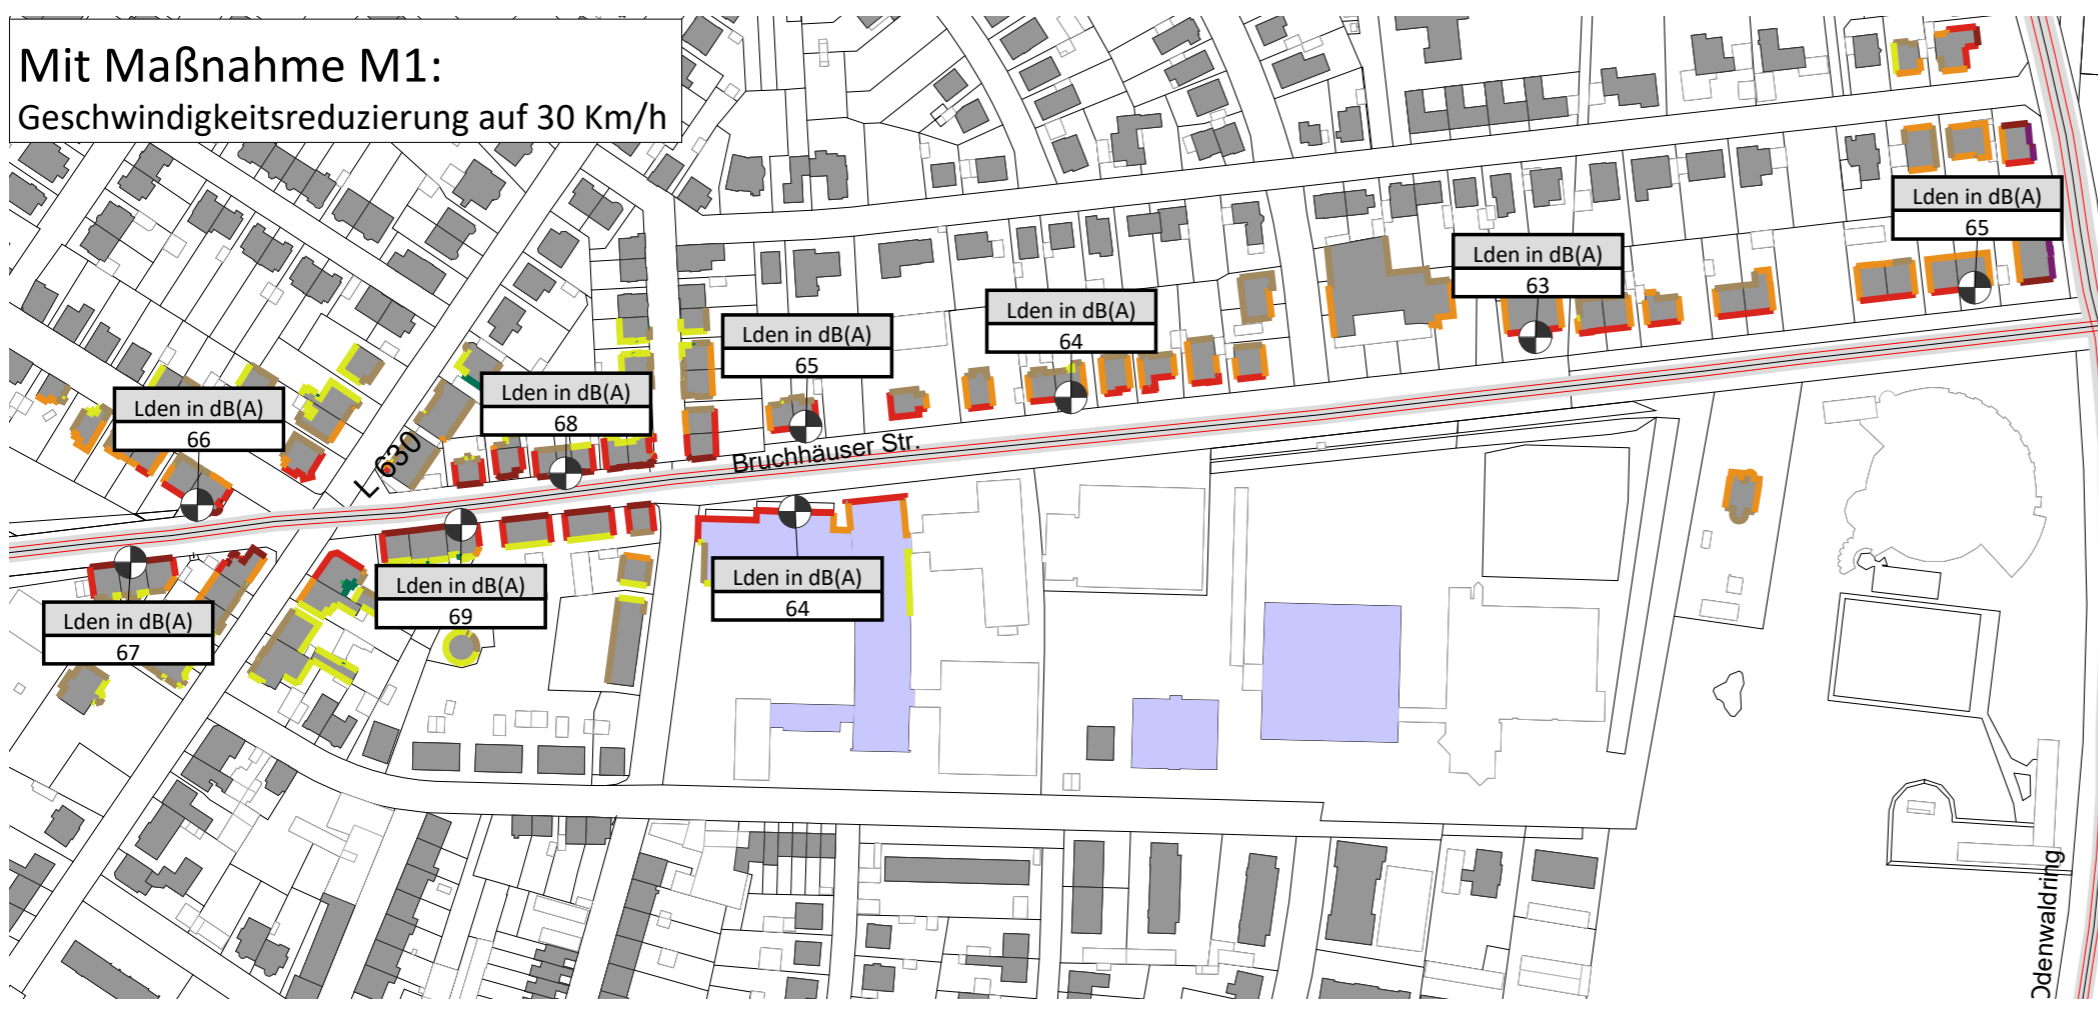 Mit Maßnahme M1:
Geschwindigkeitsreduzierung auf 30 Km/h
Lden in dB(A)
65
Lden in dB(A)
63
Lden in dB(A)
64
Lden in dB(A)
65
Lden in dB(A)
68
Lden in dB(A)
66
L 630
Bruchhäuser Str.
Lden in dB(A)
64
Lden in dB(A)
69
Lden in dB(A)
67
Odenwaldring